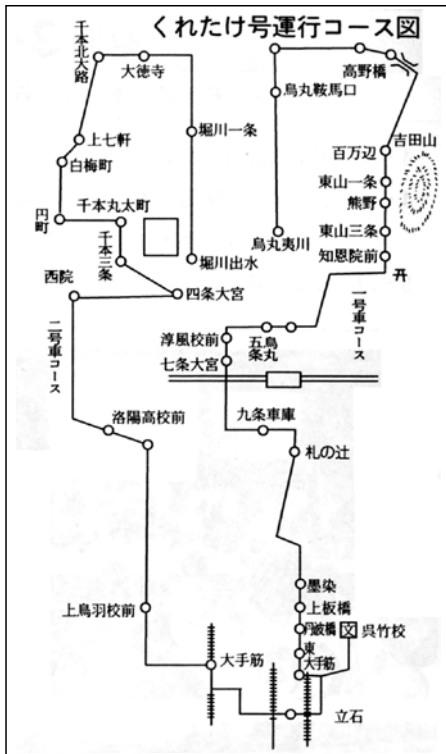 くれたけ号運行コース図
千本北大路
大徳寺
上七軒
白梅町
円町
千本丸太町
千本三条
堀川一条
堀川出水
四条大宮
西院
二号車コース
洛陽高校前
上鳥羽校前
大手筋
高野橋
烏丸鞍馬口
烏丸夷川
百万辺
吉田山
東山一条
熊野
東山三条
知恩院前
一号車コース
五条
烏丸
淳風校前
七条大宮
九条車庫
札の辻
墨染
上板橋
丹波橋
東大手筋
図
呉竹校
立石